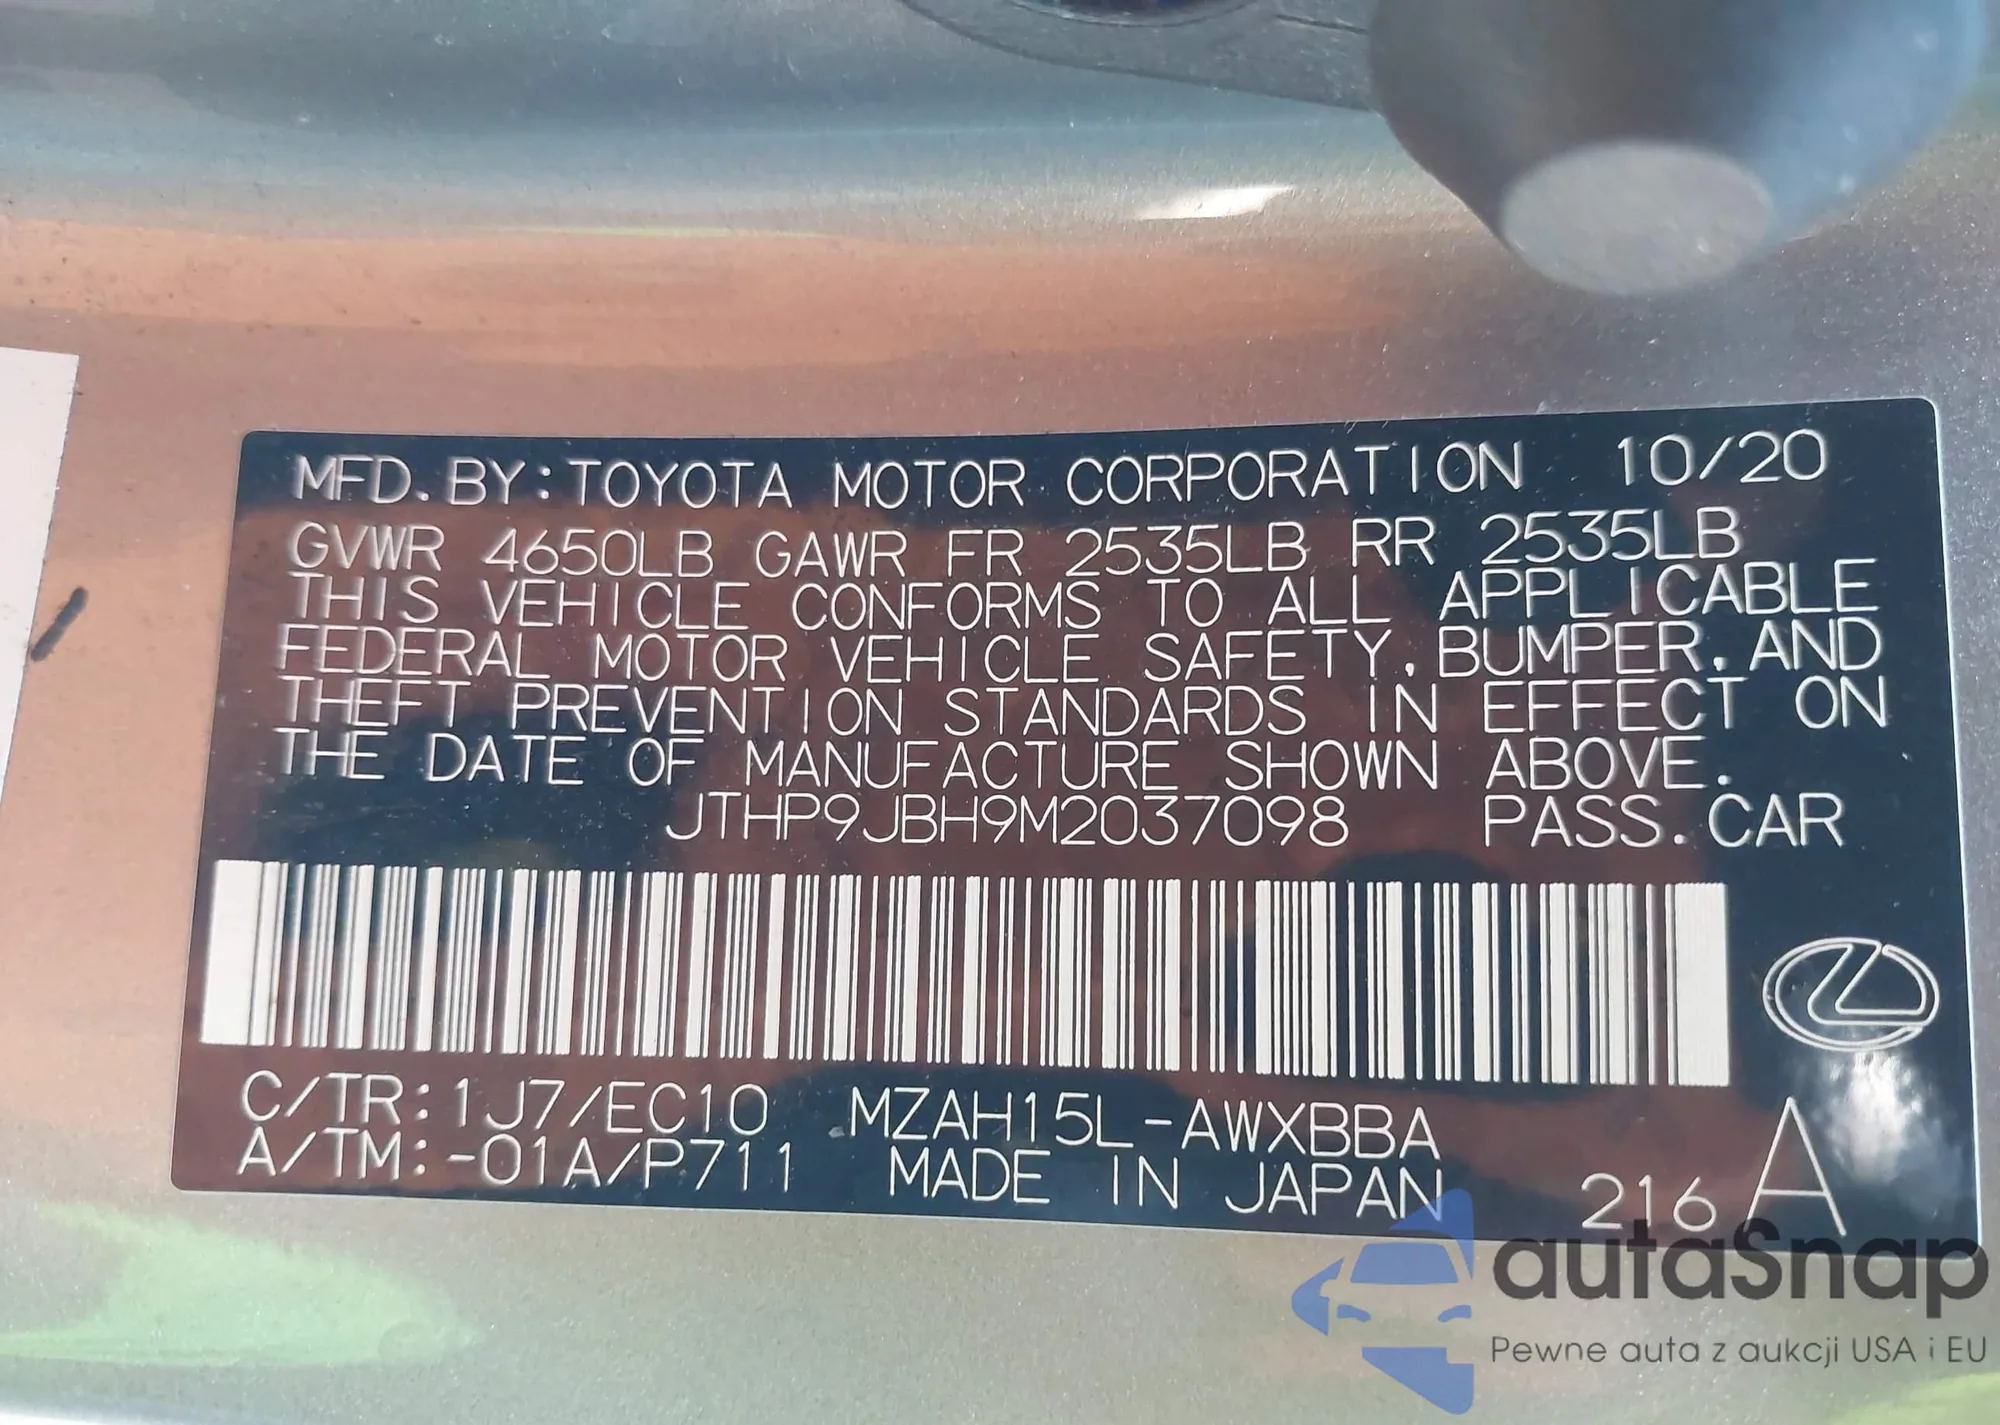 MFD.BY:TOYOTA MOTOR CORPORATION 10/20
GVWR 4650LB GAWR FR 2535LB RR 2535LB
THIS VEHICLE CONFORMS TO ALL APPLICABLE
FEDERAL MOTOR VEHICLE SAFETY,BUMPER,AND
THEFT PREVENTION STANDARDS IN EFFECT ON
THE DATE OF MANUFACTURE SHOWN ABOVE.
JTHP9JBH9M2037098 PASS.CAR
C/TR:1J7/EC10 MZAH15L-AWXBBA
A/TM:-01A/P711 MADE IN JAPAN 216 A
autaSnap
Pewne auta z aukcji USA i EU